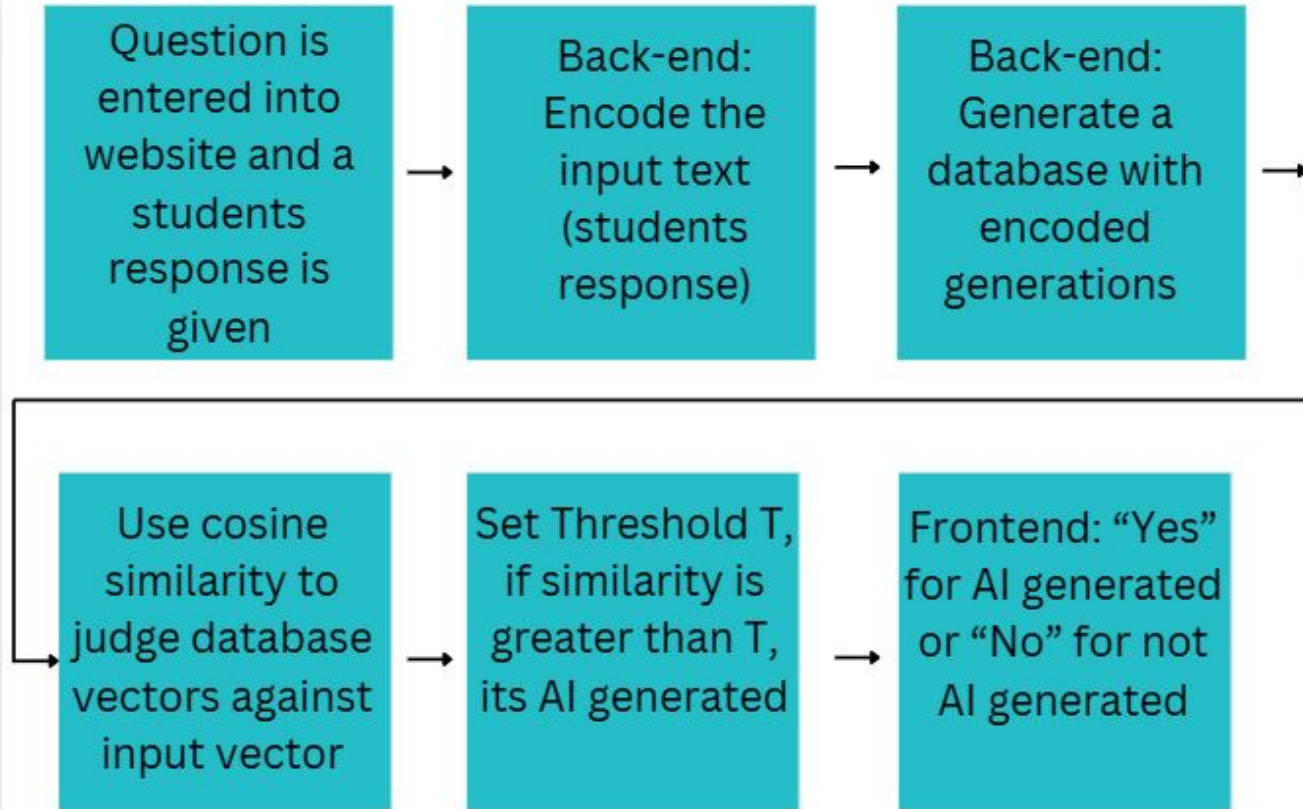 Question is
entered into
website and a
students
response is
given
Back-end:
Encode the
input text
(students
response)
Back-end:
Generate a
database with
encoded
generations
Use cosine
similarity to
judge database
vectors against
input vector
Set Threshold T,
if similarity is
greater than T,
its AI generated
Frontend: “Yes”
for AI generated
or “No” for not
AI generated